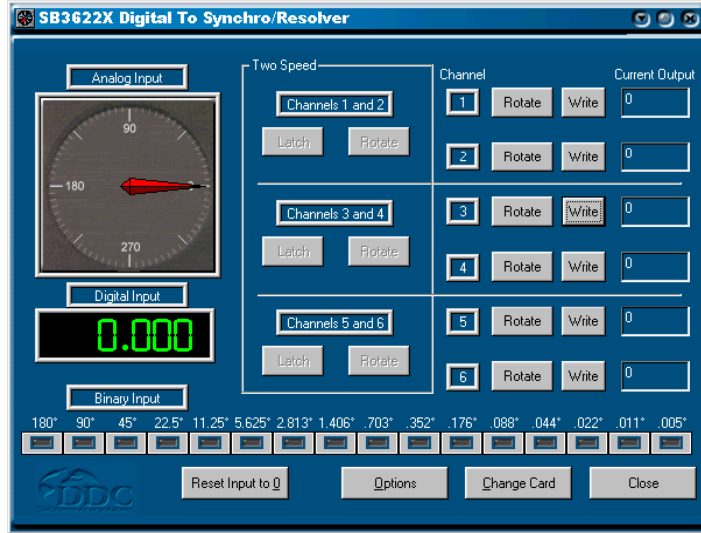 SB3622X Digital To Synchro/Resolver
Analog Input
90
180
0
270
Digital Input
0.000
Binary Input
Two Speed
Channels 1 and 2
Latch Rotate
Channels 3 and 4
Latch Rotate
Channels 5 and 6
Latch Rotate
Channel Current Output
1 Rotate Write 0
2 Rotate Write 0
3 Rotate Write 0
4 Rotate Write 0
5 Rotate Write 0
6 Rotate Write 0
180° 90° 45° 22.5° 11.25° 5.625° 2.813° 1.406° .703° .352° .176° .088° .044° .022° .011° .005°
DDC
Reset Input to 0 Options Change Card Close